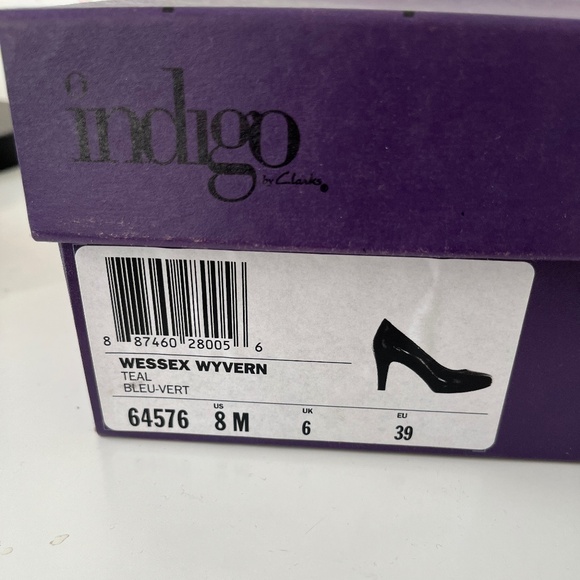 indigo
by Clarks
8 87460 28005 6
WESSEX WYVERN
TEAL
BLEU-VERT
64576 US 8 M UK 6 EU 39